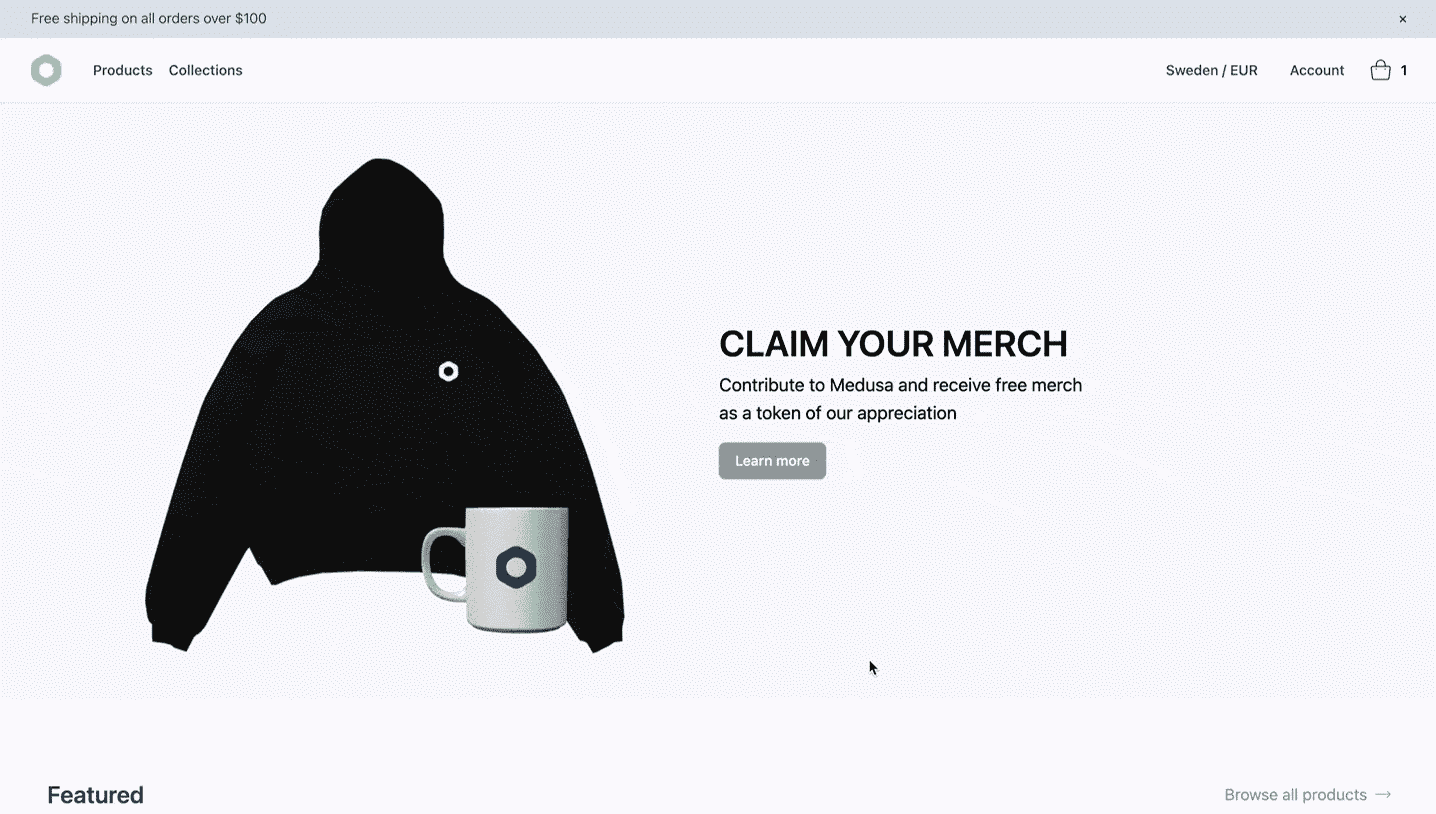 Free shipping on all orders over $100 ×
Products Collections Sweden / EUR Account 1
CLAIM YOUR MERCH
Contribute to Medusa and receive free merch
as a token of our appreciation
Learn more
Featured Browse all products →